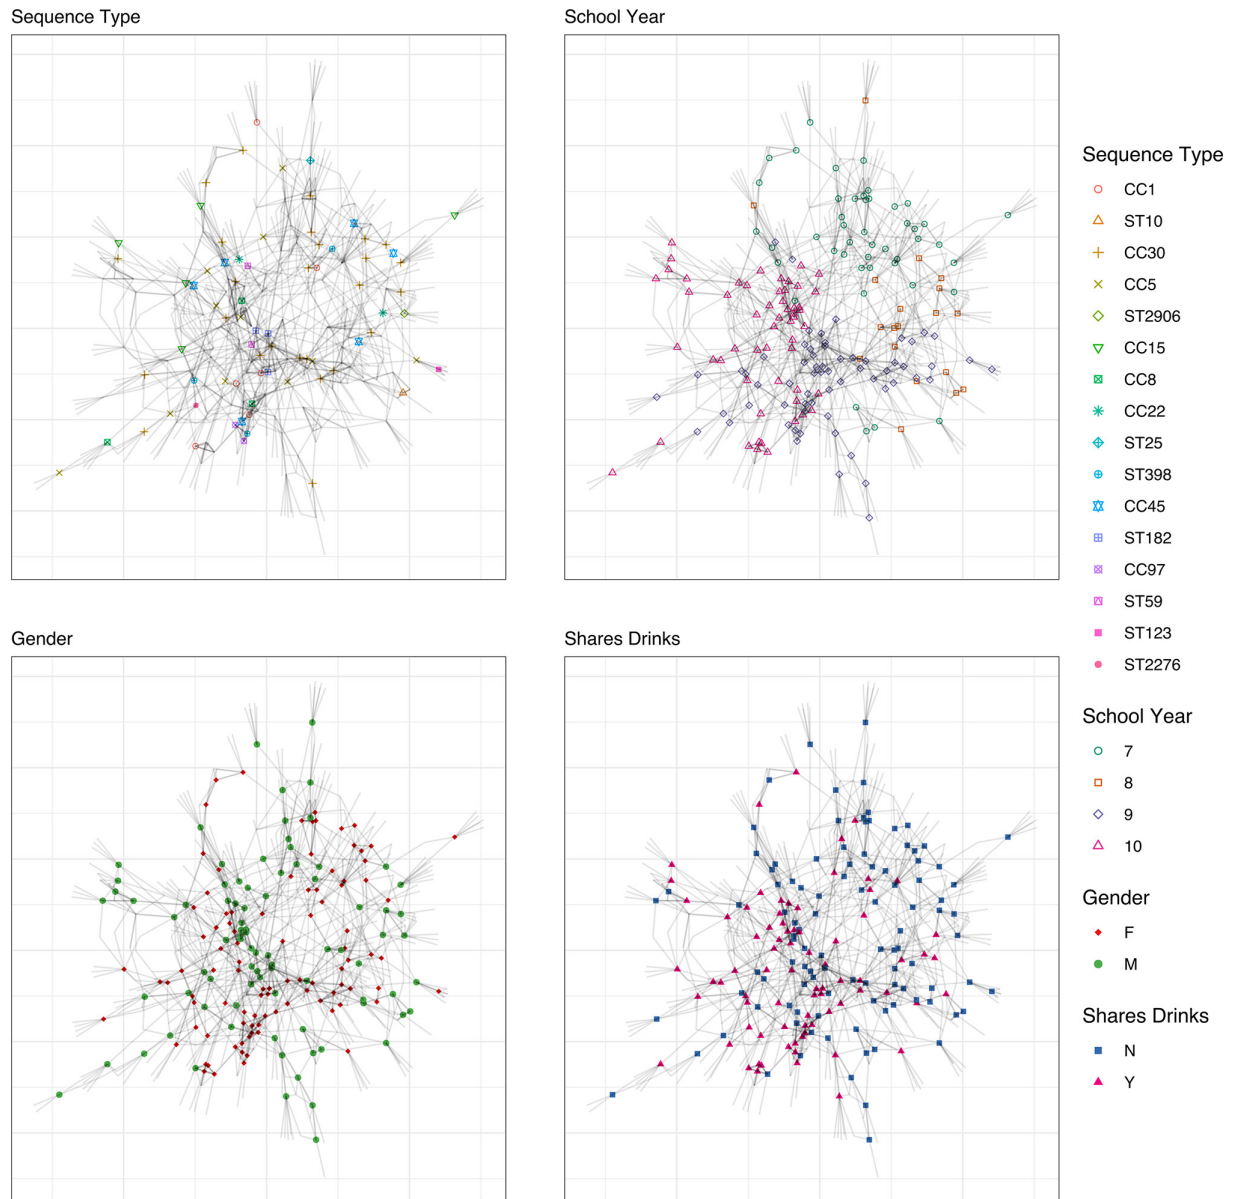 Sequence Type
School Year
Sequence Type
CC1
ST10
CC30
CC5
ST2906
CC15
CC8
CC22
ST25
ST398
CC45
ST182
CC97
ST59
ST123
ST2276
School Year
7
8
9
10
Gender
F
M
Shares Drinks
N
Y
Gender
Shares Drinks